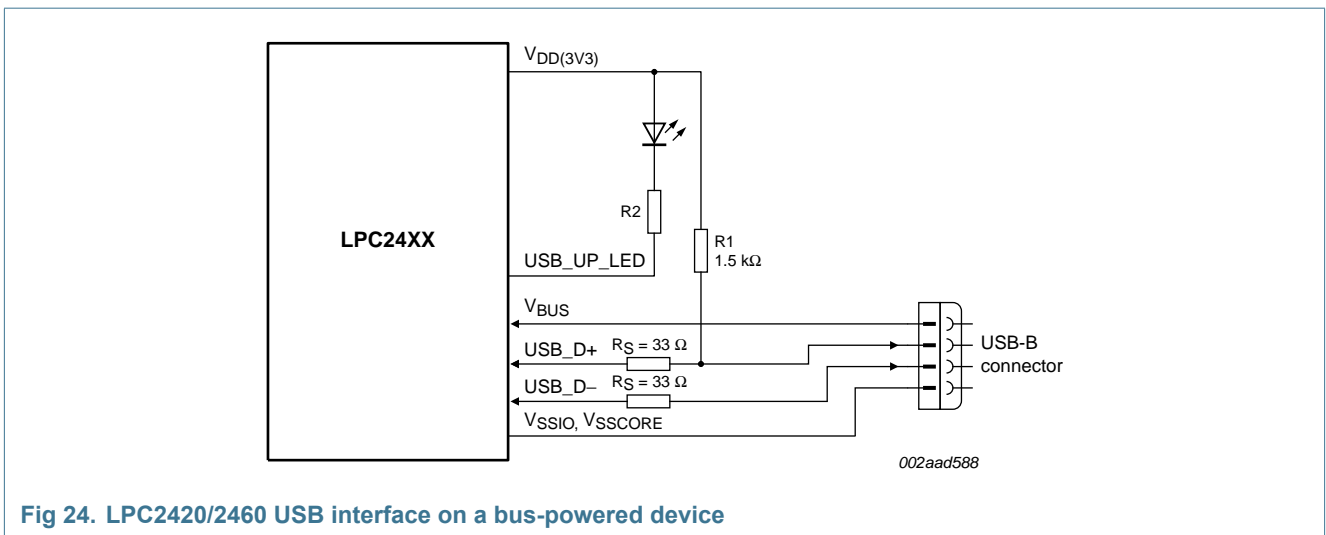 VDD(3V3)
R2
LPC24XX
R1
1.5 kΩ
USB_UP_LED
VBUS
USB_D+ RS = 33 Ω
USB-B
connector
USB_D− RS = 33 Ω
VSSIO, VSSCORE
002aad588
Fig 24. LPC2420/2460 USB interface on a bus-powered device